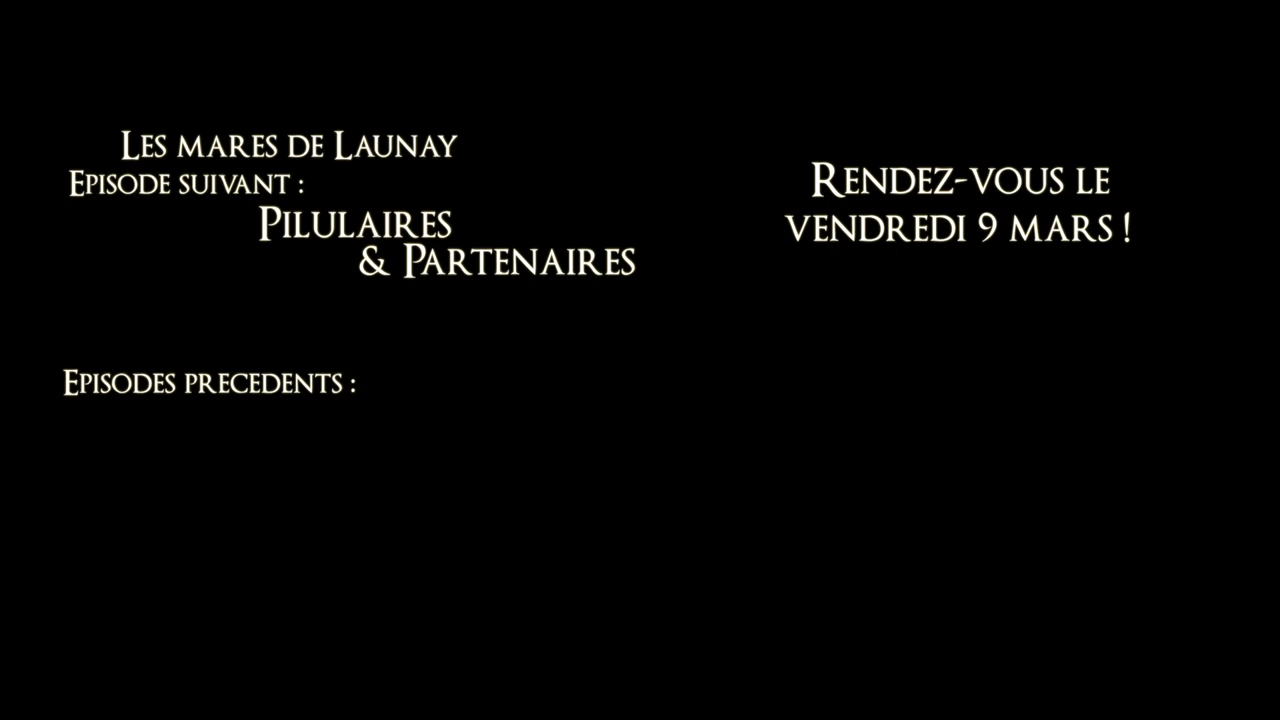 Les mares de Launay
Episode suivant :
Pilulaires
& Partenaires
Rendez-vous le
vendredi 9 mars !
Episodes precedents :